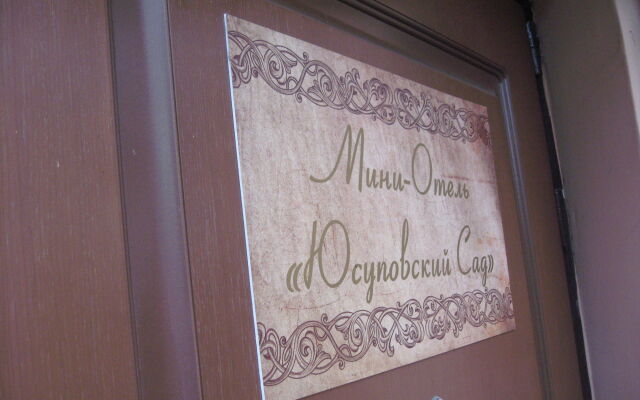 Мини-Отель
«Юсуповский Сад»